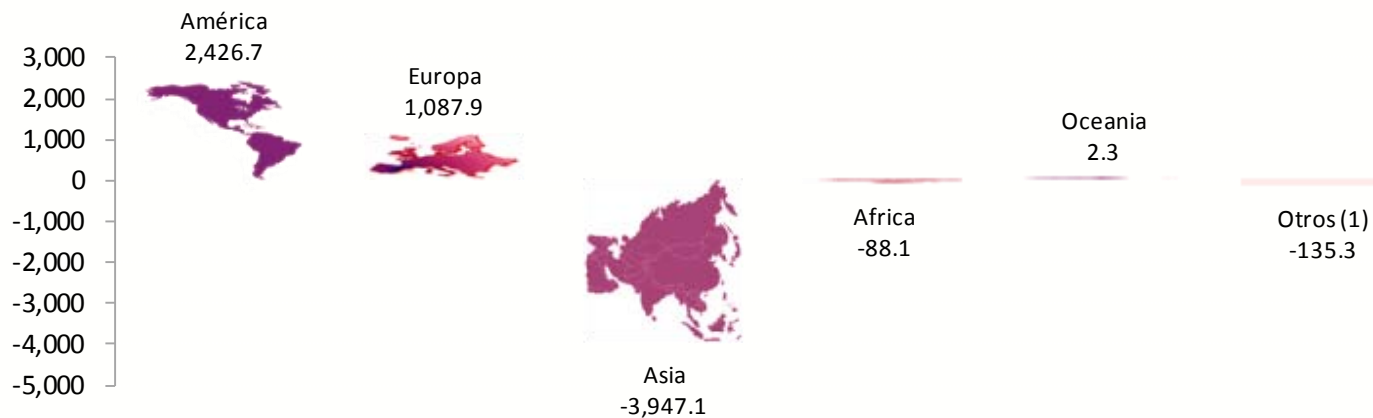 América
2,426.7
Europa
1,087.9
Oceania
2.3
3,000
2,000
1,000
0
-1,000
-2,000
-3,000
-4,000
-5,000
Asia
-3,947.1
Africa
-88.1
Otros (1)
-135.3